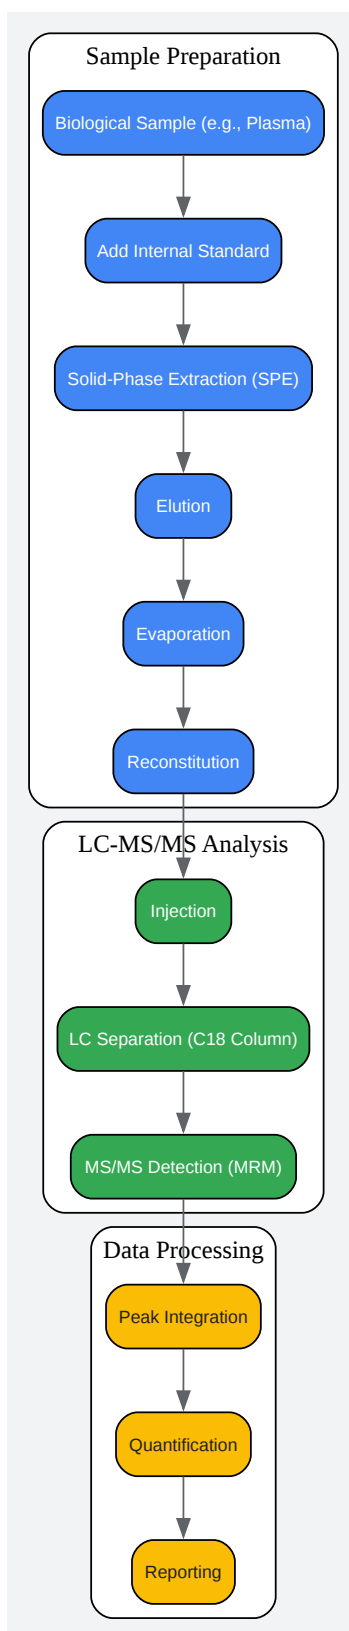 Sample Preparation
Biological Sample (e.g., Plasma)
Add Internal Standard
Solid-Phase Extraction (SPE)
Elution
Evaporation
Reconstitution
LC-MS/MS Analysis
Injection
LC Separation (C18 Column)
MS/MS Detection (MRM)
Data Processing
Peak Integration
Quantification
Reporting